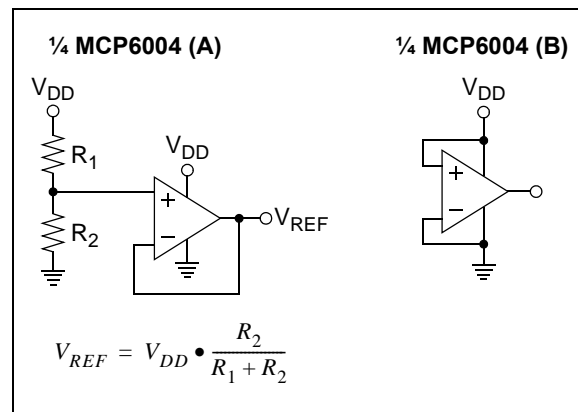 ¼ MCP6004 (A)
¼ MCP6004 (B)
V_DD
R_1
R_2
V_DD
+
−
V_REF
V_DD
+
−
V_REF = V_DD • R_2 / (R_1 + R_2)